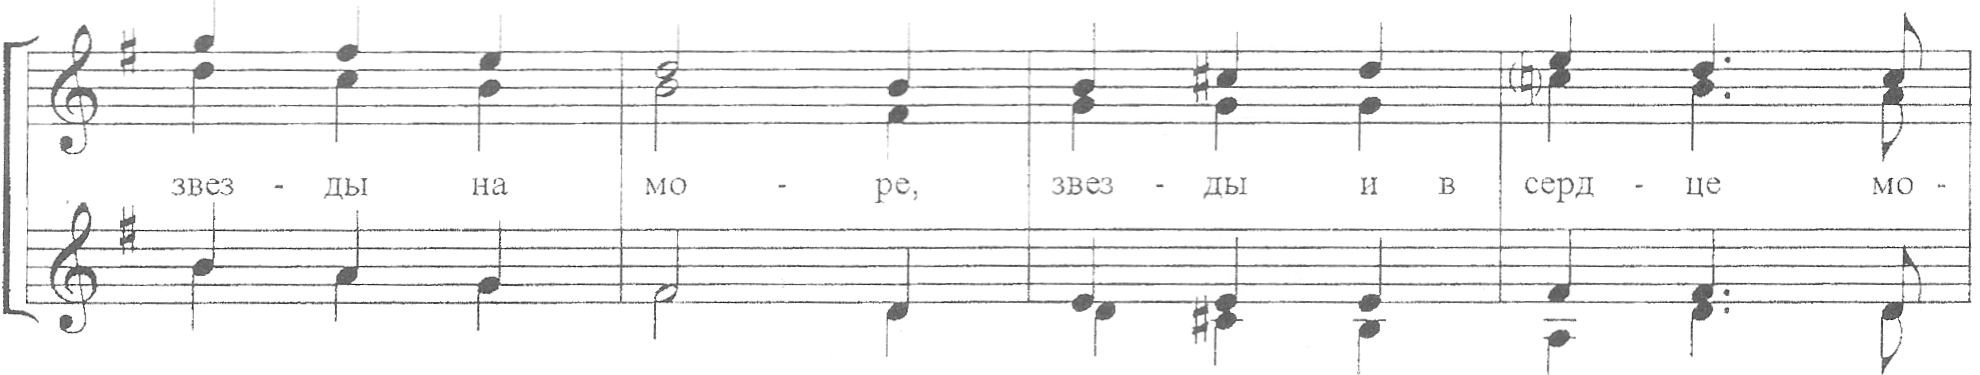 звез - ды на мо - ре, звез - ды и в серд - це мо -